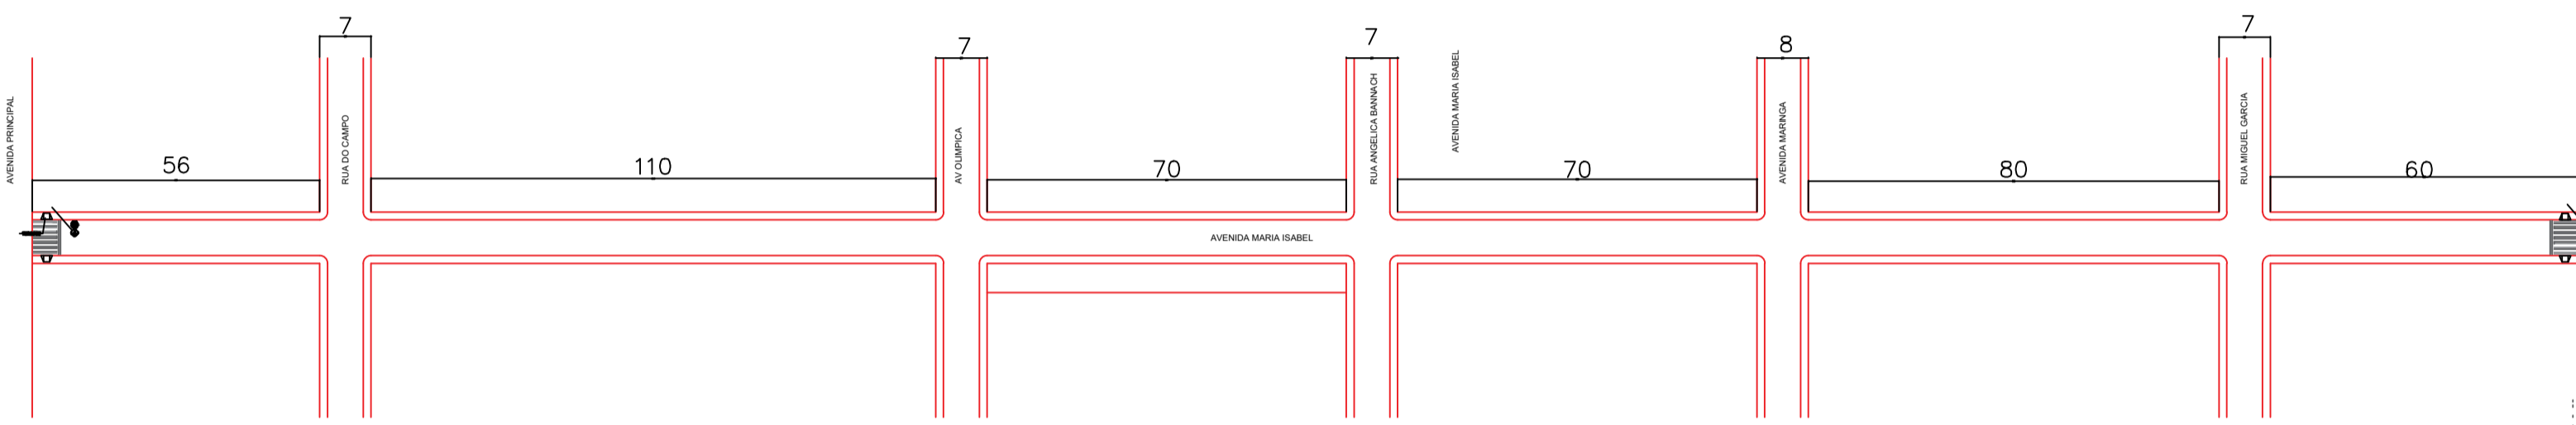 7
7
7
8
7
AVENIDA PRINCIPAL
RUA DO CAMPO
AV OLIMPICA
RUA ANGELICA BANNACH
AVENIDA MARIA ISABEL
AVENIDA MARINGA
RUA MIGUEL GARCIA
56
110
70
70
80
60
AVENIDA MARIA ISABEL